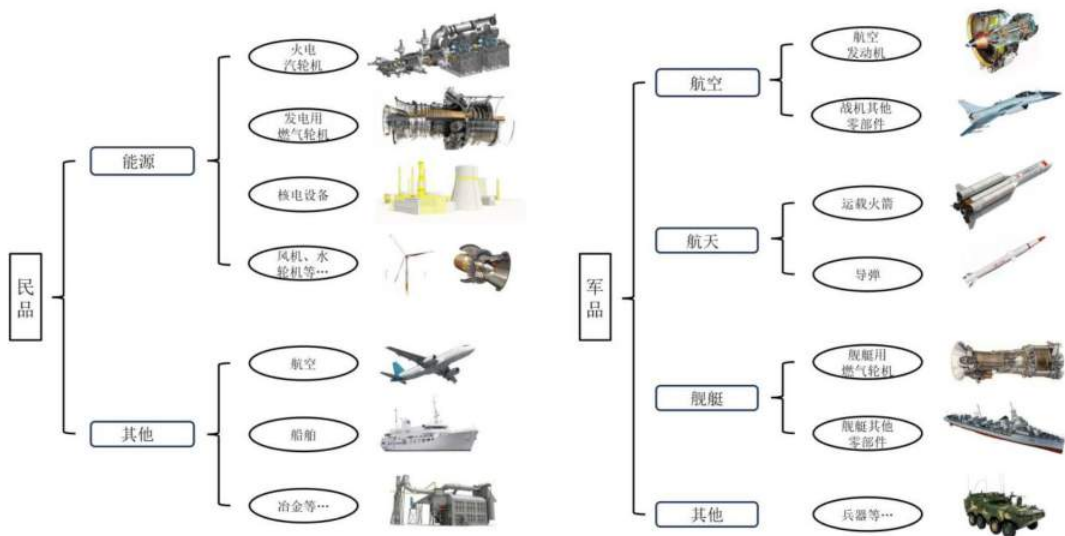 民品
能源
火电
汽轮机
发电用
燃气轮机
核电设备
风机、水
轮机等…
其他
航空
船舶
冶金等…
军品
航空
航空
发动机
战机其他
零部件
航天
运载火箭
导弹
舰艇
舰艇用
燃气轮机
舰艇其他
零部件
其他
兵器等…